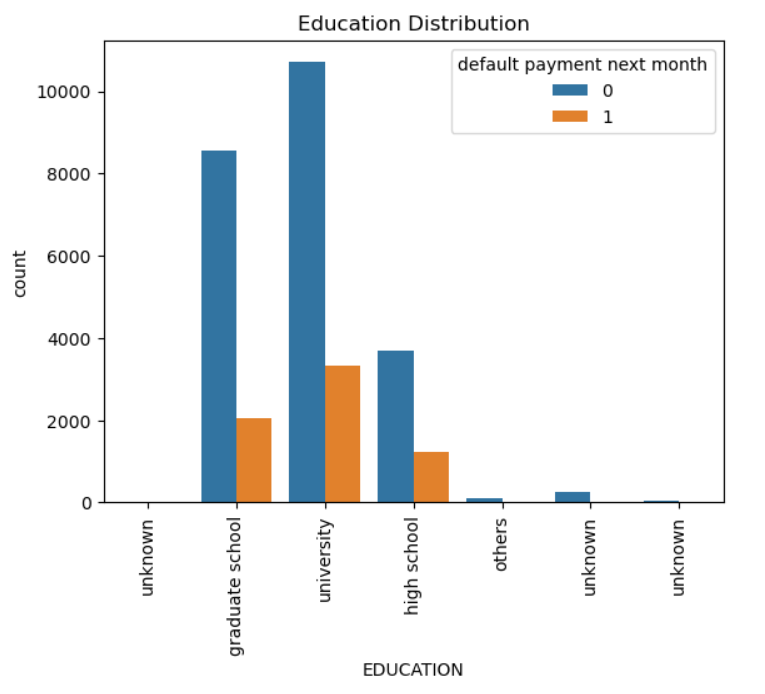 Education Distribution
default payment next month
0
1
10000
8000
6000
4000
2000
0
count
unknown
graduate school
university
high school
others
unknown
unknown
EDUCATION